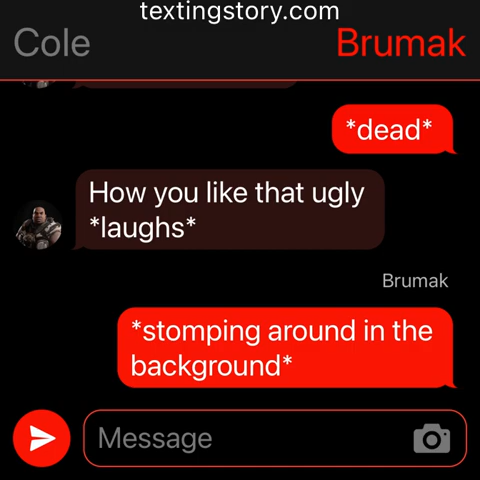 textingstory.com
Cole
Brumak
*dead*
How you like that ugly
*laughs*
Brumak
*stomping around in the
background*
Message